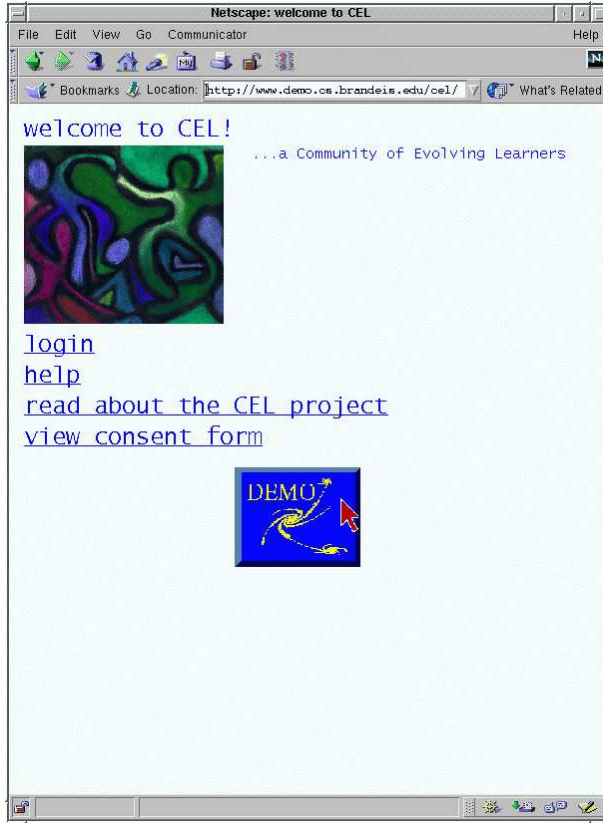 Netscape: welcome to CEL
File Edit View Go Communicator Help
My N
Bookmarks Location: http://www.demo.cs.brandeis.edu/cel/ What's Related
welcome to CEL!
...a Community of Evolving Learners
login
help
read about the CEL project
view consent form
DEMO